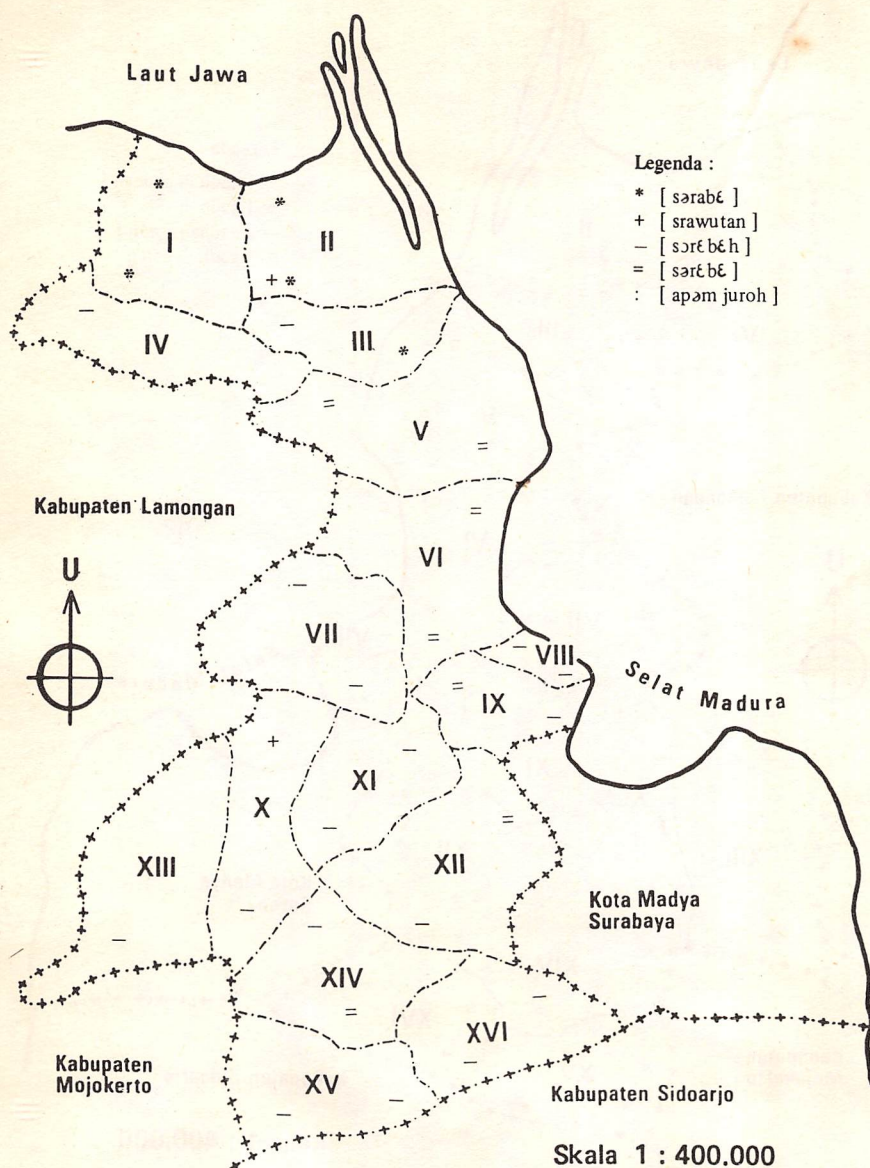 Laut Jawa
Legenda :
* [ sərabɛ ]
+ [ srawutan ]
– [ sɔrɛbɛh ]
= [ sərɛbɛ ]
: [ apəm juroh ]
* I *
* II + *
– IV
– III *
= V =
Kabupaten Lamongan
= VI =
U
– VII –
– VIII –
Selat Madura
= IX –
+ X –
– XI –
= XII –
XIII –
Kota Madya
Surabaya
– XIV =
– XVI –
Kabupaten
Mojokerto
XV – –
Kabupaten Sidoarjo
Skala 1 : 400,000